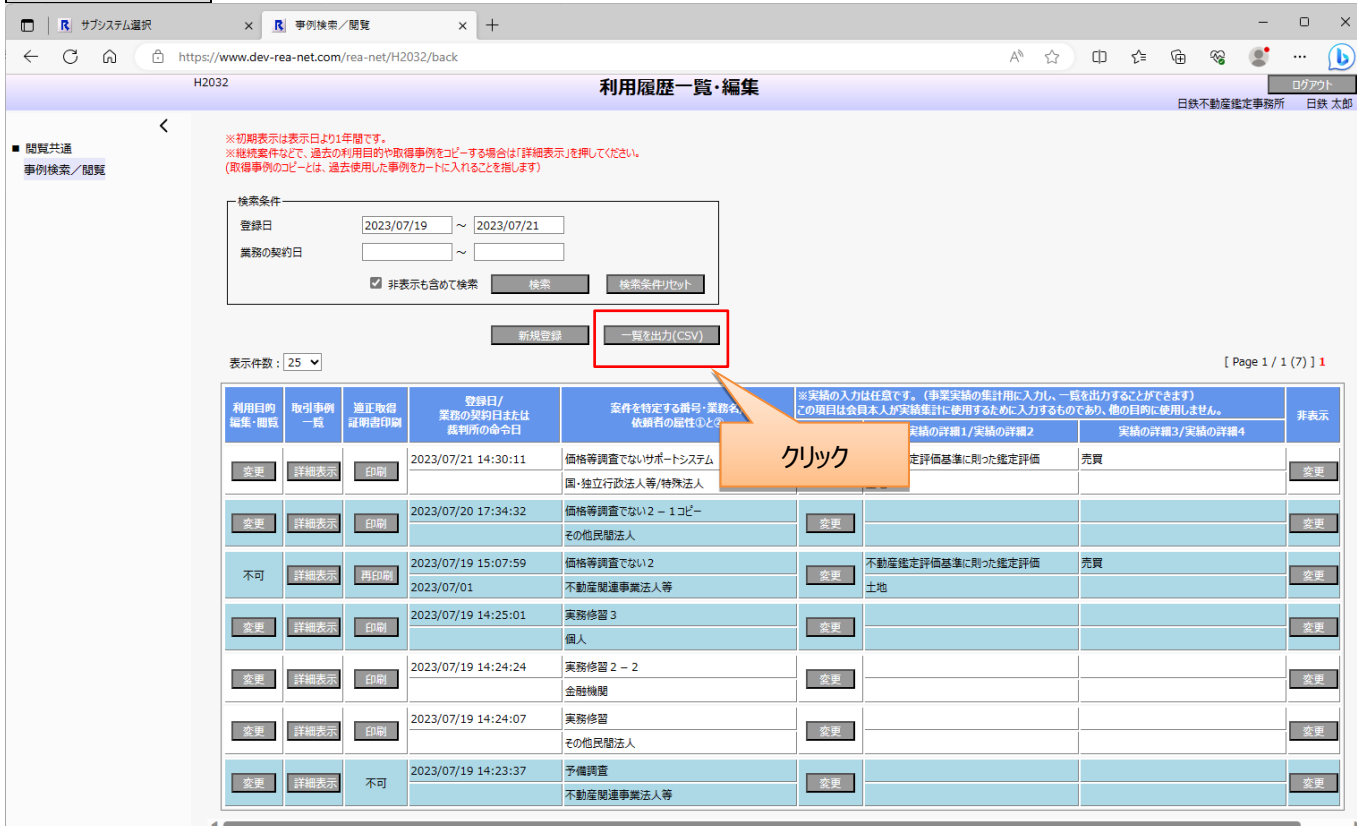 サブシステム選択
事例検索／閲覧
https://www.dev-rea-net.com/rea-net/H2032/back
H2032
利用履歴一覧・編集
ログアウト
日鉄不動産鑑定事務所 日鉄 太郎
■ 閲覧共通
事例検索／閲覧
※初期表示は表示日より1年間です。
※継続案件などで、過去の利用目的や取得事例をコピーする場合は「詳細表示」を押してください。
(取得事例のコピーとは、過去使用した事例をカートに入れることを指します)
検索条件
登録日 2023/07/19 ～ 2023/07/21
業務の契約日 ～
非表示も含めて検索 検索 検索条件リセット
新規登録 一覧を出力(CSV)
表示件数： 25 [ Page 1 / 1 (7) ] 1
利用目的
編集・閲覧
取引事例
一覧
適正取得
証明書印刷
登録日/
業務の契約日または
裁判所の命令日
案件を特定する番号・業務名
依頼者の属性①と②
※実績の入力は任意です。（事業実績の集計用に入力し、一覧を出力することができます）
この項目は会員本人が実績集計に使用するために入力するものであり、他の目的に使用しません。
実績の詳細1/実績の詳細2 実績の詳細3/実績の詳細4
非表示
クリック
変更 詳細表示 印刷 2023/07/21 14:30:11 価格等調査でないサポートシステム 定評価基準に則った鑑定評価 売買 変更
国・独立行政法人等/特殊法人
変更 詳細表示 印刷 2023/07/20 17:34:32 価格等調査でない２－１コピー 変更 変更
その他民間法人
不可 詳細表示 再印刷 2023/07/19 15:07:59 価格等調査でない2 変更 不動産鑑定評価基準に則った鑑定評価 売買 変更
2023/07/01 不動産関連事業法人等 土地
変更 詳細表示 印刷 2023/07/19 14:25:01 実務修習３ 変更 変更
個人
変更 詳細表示 印刷 2023/07/19 14:24:24 実務修習２－２ 変更 変更
金融機関
変更 詳細表示 印刷 2023/07/19 14:24:07 実務修習 変更 変更
その他民間法人
変更 詳細表示 不可 2023/07/19 14:23:37 予備調査 変更 変更
不動産関連事業法人等